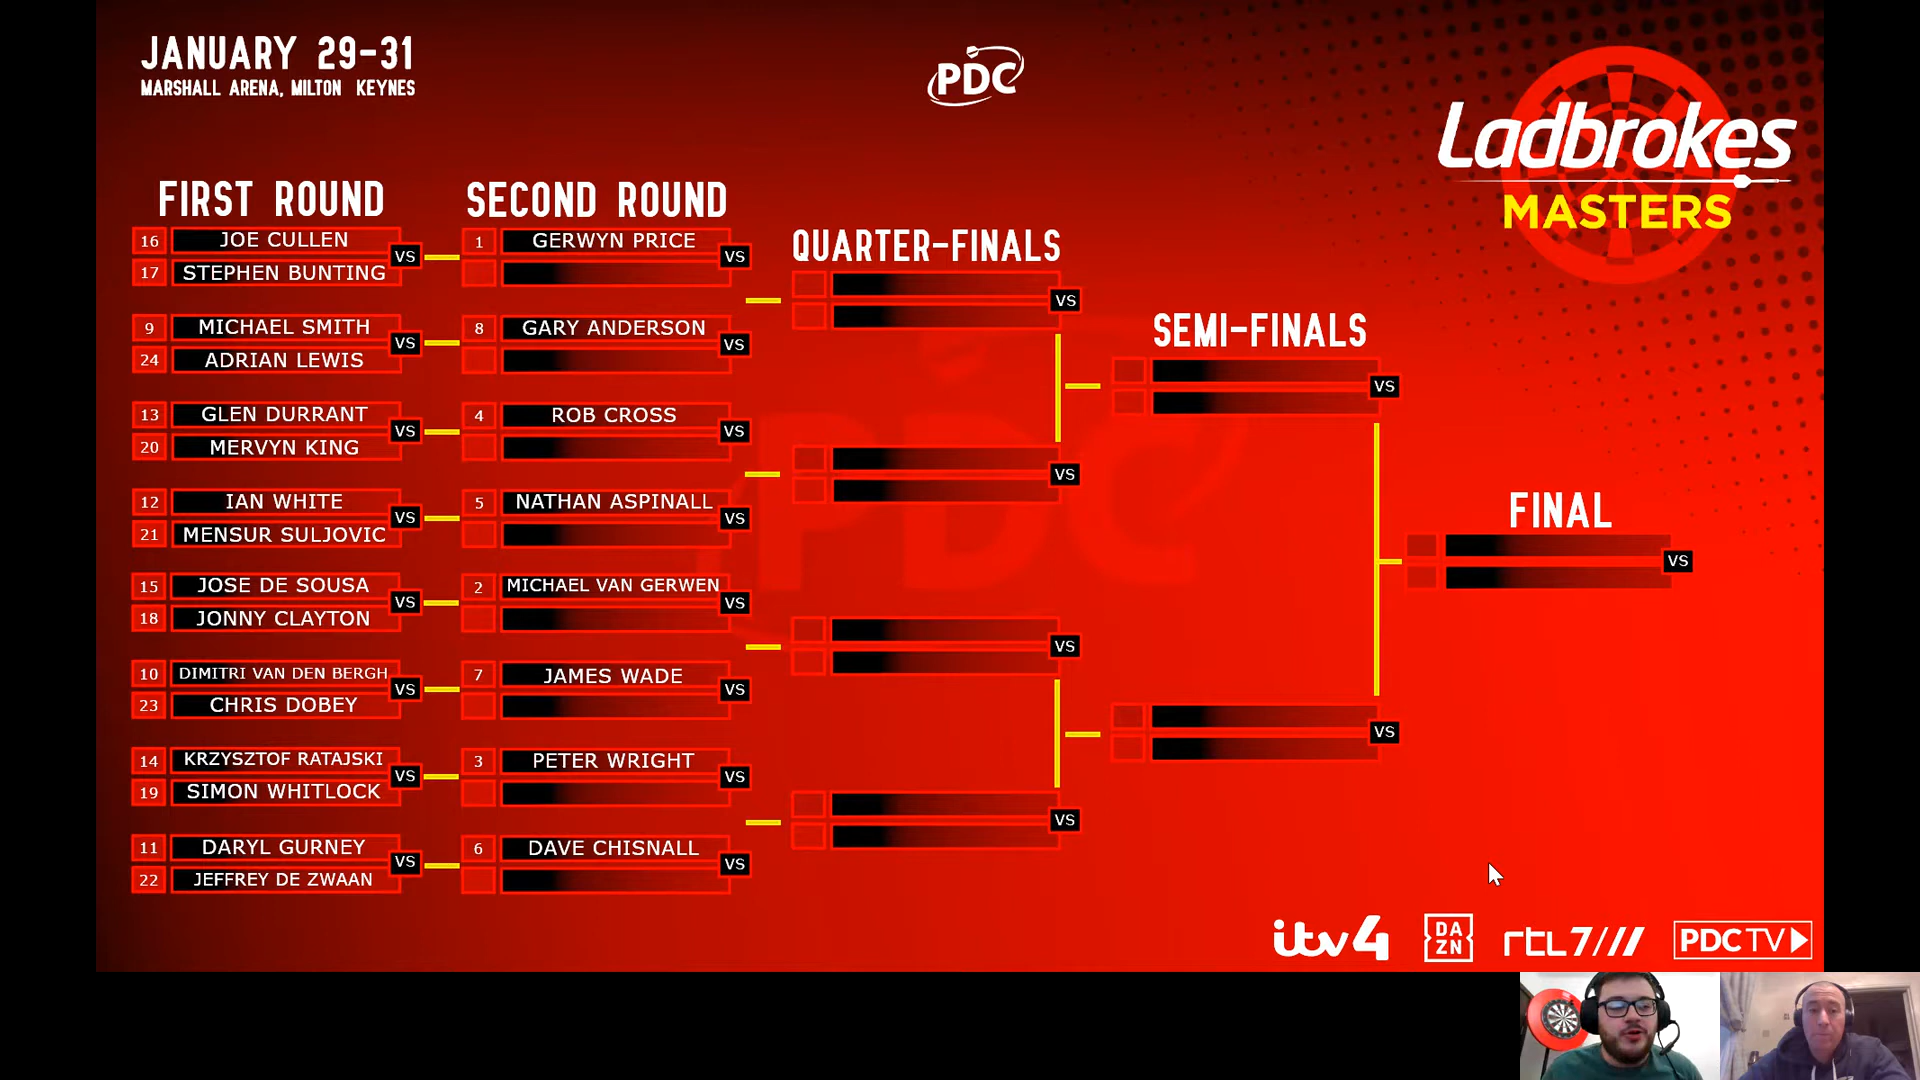 JANUARY 29-31
MARSHALL ARENA, MILTON KEYNES
PDC
Ladbrokes
MASTERS
FIRST ROUND
16 JOE CULLEN
VS
17 STEPHEN BUNTING
9 MICHAEL SMITH
VS
24 ADRIAN LEWIS
13 GLEN DURRANT
VS
20 MERVYN KING
12 IAN WHITE
VS
21 MENSUR SULJOVIC
15 JOSE DE SOUSA
VS
18 JONNY CLAYTON
10 DIMITRI VAN DEN BERGH
VS
23 CHRIS DOBEY
14 KRZYSZTOF RATAJSKI
VS
19 SIMON WHITLOCK
11 DARYL GURNEY
VS
22 JEFFREY DE ZWAAN
SECOND ROUND
1 GERWYN PRICE
VS
8 GARY ANDERSON
VS
4 ROB CROSS
VS
5 NATHAN ASPINALL
VS
2 MICHAEL VAN GERWEN
VS
7 JAMES WADE
VS
3 PETER WRIGHT
VS
6 DAVE CHISNALL
VS
QUARTER-FINALS
VS
VS
VS
VS
SEMI-FINALS
VS
VS
FINAL
VS
PDC
itv4
DAZN
rtl 7
PDCTV